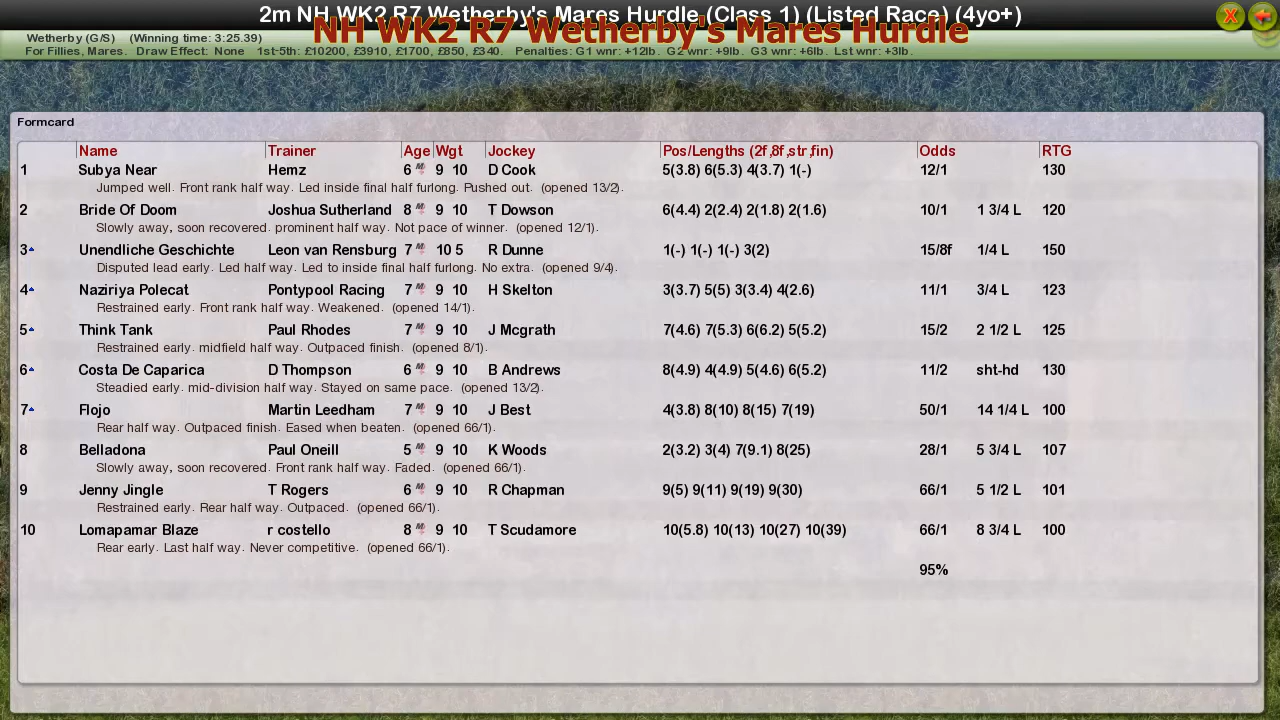 2m NH WK2 R7 Wetherby's Mares Hurdle (Class 1) (Listed Race) (4yo+)
NH WK2 R7 Wetherby's Mares Hurdle
Wetherby (G/S) (Winning time: 3:25.39)
For Fillies, Mares. Draw Effect: None 1st-5th: £10200, £3910, £1700, £850, £340. Penalties: G1 wnr: +12lb. G2 wnr: +9lb. G3 wnr: +6lb. Lst wnr: +3lb.
Formcard
Name Trainer Age Wgt Jockey Pos/Lengths (2f,8f,str,fin) Odds RTG
1 Subya Near Hemz 6 M 9 10 D Cook 5(3.8) 6(5.3) 4(3.7) 1(-) 12/1 130
Jumped well. Front rank half way. Led inside final half furlong. Pushed out. (opened 13/2).
2 Bride Of Doom Joshua Sutherland 8 M 9 10 T Dowson 6(4.4) 2(2.4) 2(1.8) 2(1.6) 10/1 1 3/4 L 120
Slowly away, soon recovered. prominent half way. Not pace of winner. (opened 12/1).
3 Unendliche Geschichte Leon van Rensburg 7 M 10 5 R Dunne 1(-) 1(-) 1(-) 3(2) 15/8f 1/4 L 150
Disputed lead early. Led half way. Led to inside final half furlong. No extra. (opened 9/4).
4 Naziriya Polecat Pontypool Racing 7 M 9 10 H Skelton 3(3.7) 5(5) 3(3.4) 4(2.6) 11/1 3/4 L 123
Restrained early. Front rank half way. Weakened. (opened 14/1).
5 Think Tank Paul Rhodes 7 M 9 10 J Mcgrath 7(4.6) 7(5.3) 6(6.2) 5(5.2) 15/2 2 1/2 L 125
Restrained early. midfield half way. Outpaced finish. (opened 8/1).
6 Costa De Caparica D Thompson 6 M 9 10 B Andrews 8(4.9) 4(4.9) 5(4.6) 6(5.2) 11/2 sht-hd 130
Steadied early. mid-division half way. Stayed on same pace. (opened 13/2).
7 Flojo Martin Leedham 7 M 9 10 J Best 4(3.8) 8(10) 8(15) 7(19) 50/1 14 1/4 L 100
Rear half way. Outpaced finish. Eased when beaten. (opened 66/1).
8 Belladona Paul Oneill 5 M 9 10 K Woods 2(3.2) 3(4) 7(9.1) 8(25) 28/1 5 3/4 L 107
Slowly away, soon recovered. Front rank half way. Faded. (opened 66/1).
9 Jenny Jingle T Rogers 6 M 9 10 R Chapman 9(5) 9(11) 9(19) 9(30) 66/1 5 1/2 L 101
Restrained early. Rear half way. Outpaced. (opened 66/1).
10 Lomapamar Blaze r costello 8 M 9 10 T Scudamore 10(5.8) 10(13) 10(27) 10(39) 66/1 8 3/4 L 100
Rear early. Last half way. Never competitive. (opened 66/1).
95%